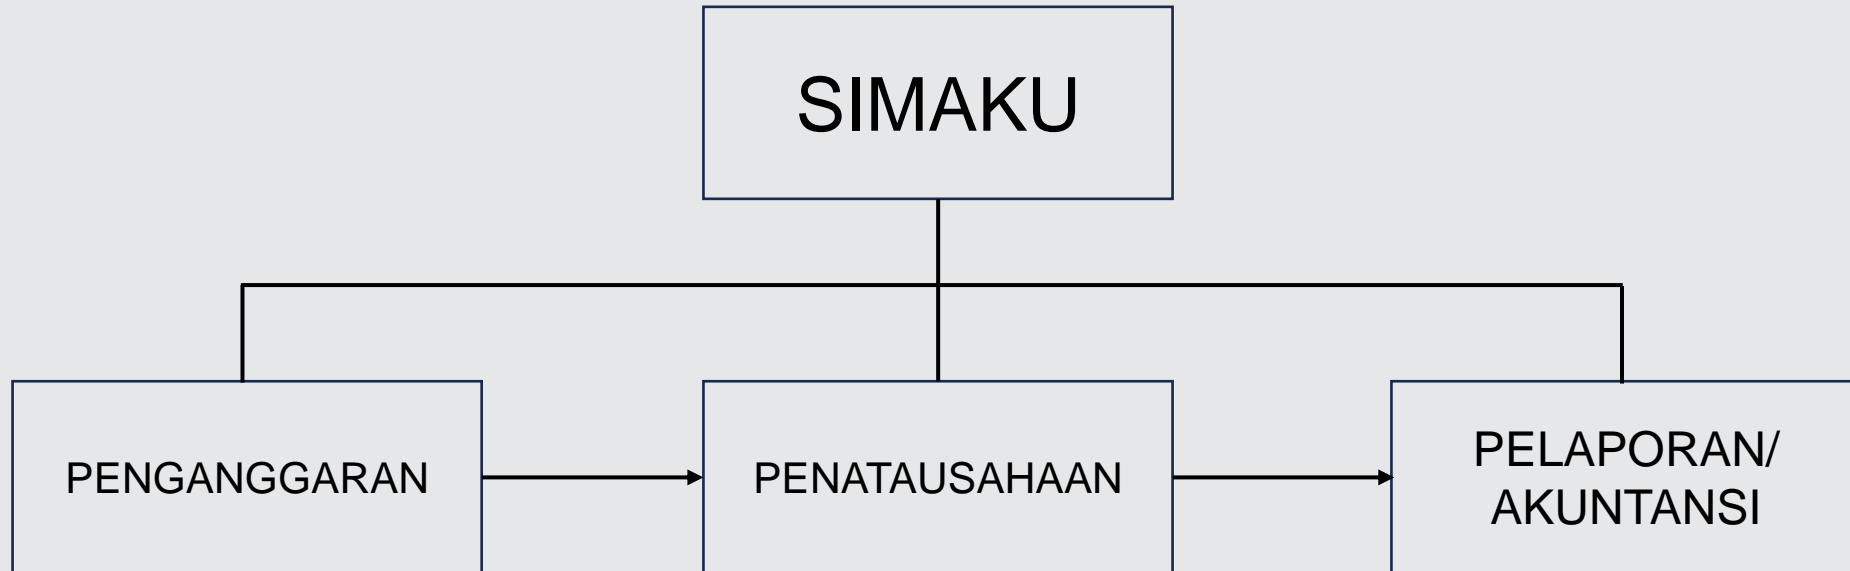 SIMAKU
PENGANGGARAN
PENATAUSAHAAN
PELAPORAN/
AKUNTANSI